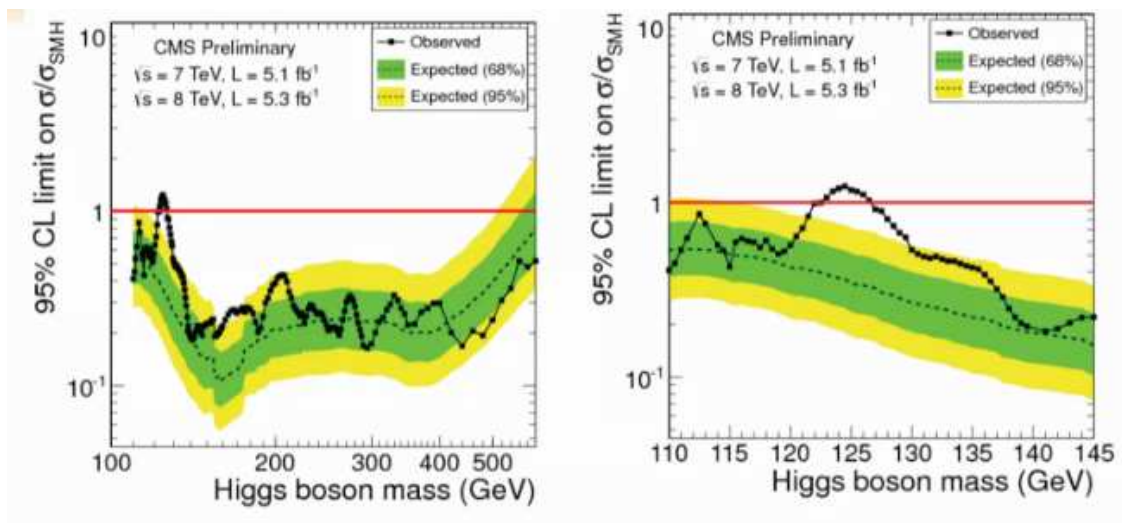 10
1
10⁻¹
95% CL limit on σ/σSMH
CMS Preliminary
√s = 7 TeV, L = 5.1 fb⁻¹
√s = 8 TeV, L = 5.3 fb⁻¹
Observed
Expected (68%)
Expected (95%)
100 200 300 400 500
Higgs boson mass (GeV)
10
1
10⁻¹
95% CL limit on σ/σSMH
CMS Preliminary
√s = 7 TeV, L = 5.1 fb⁻¹
√s = 8 TeV, L = 5.3 fb⁻¹
Observed
Expected (68%)
Expected (95%)
110 115 120 125 130 135 140 145
Higgs boson mass (GeV)